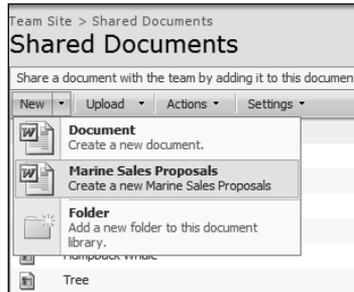 Team Site > Shared Documents
Shared Documents
Share a document with the team by adding it to this documen
New Upload Actions Settings
Document
Create a new document.
Marine Sales Proposals
Create a new Marine Sales Proposals
Folder
Add a new folder to this document
library.
Humpback Whale
Tree